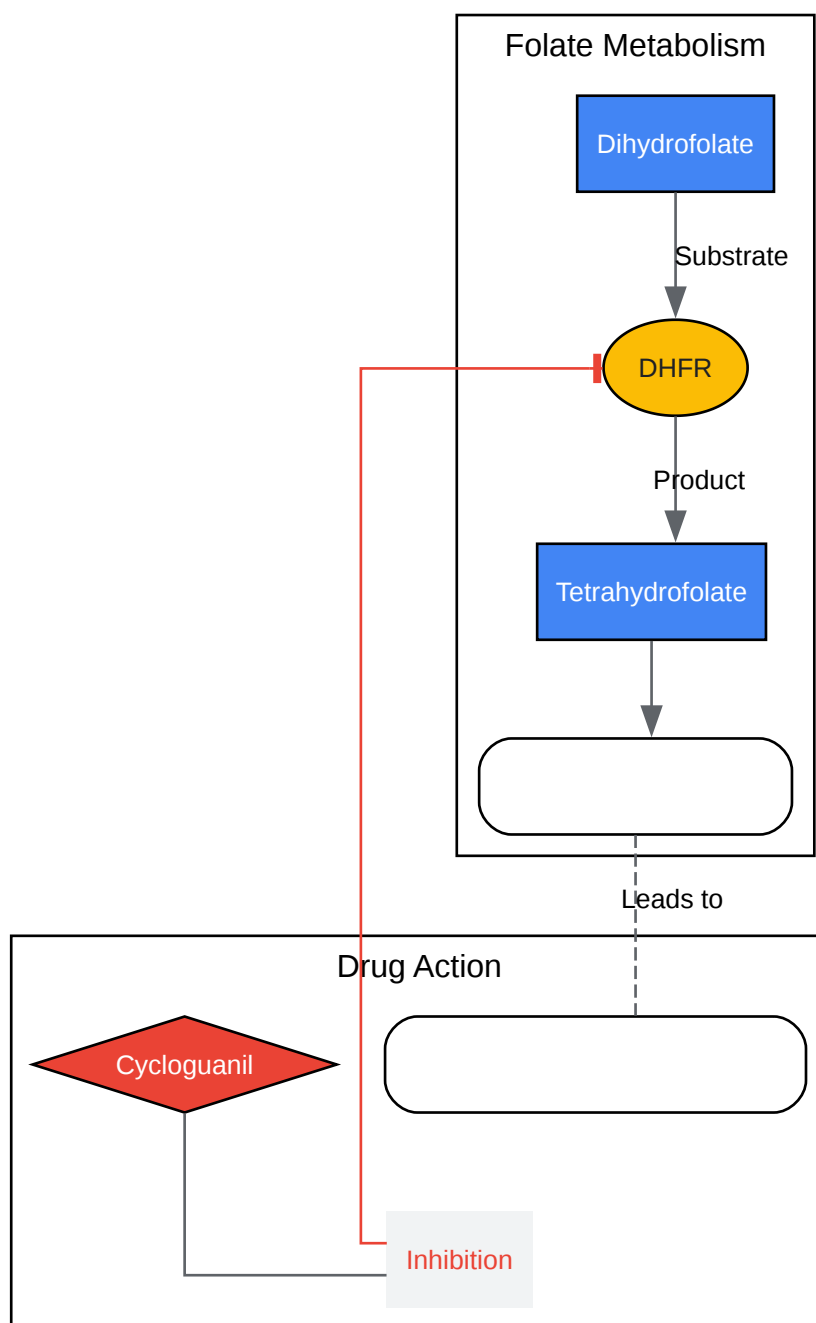 Folate Metabolism
Dihydrofolate
Substrate
DHFR
Product
Tetrahydrofolate
Leads to
Drug Action
Cycloguanil
Inhibition